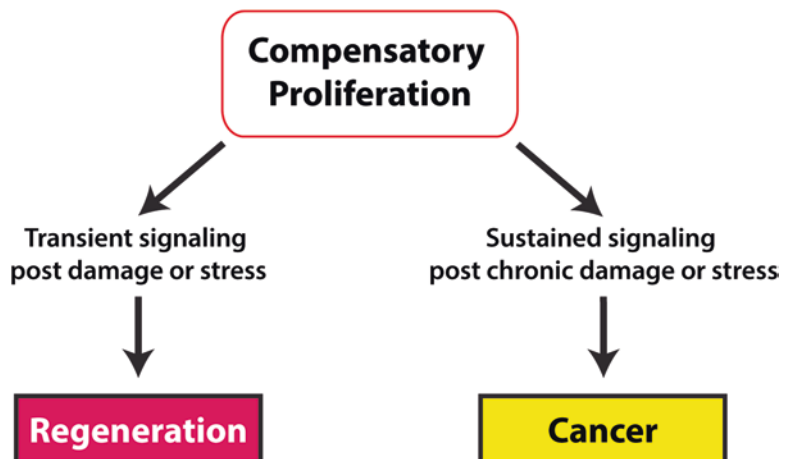 Compensatory
Proliferation
Transient signaling
post damage or stress
Sustained signaling
post chronic damage or stress
Regeneration
Cancer